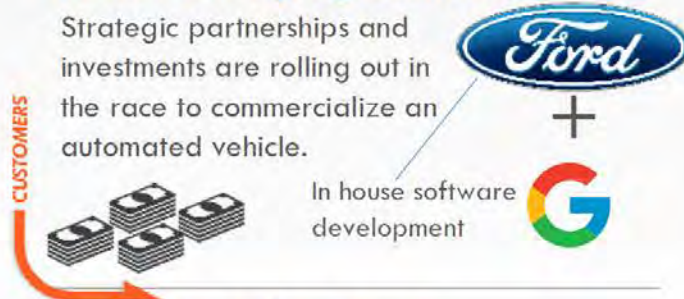 Strategic partnerships and
investments are rolling out in
the race to commercialize an
automated vehicle.
Ford
+
G
In house software
development
CUSTOMERS